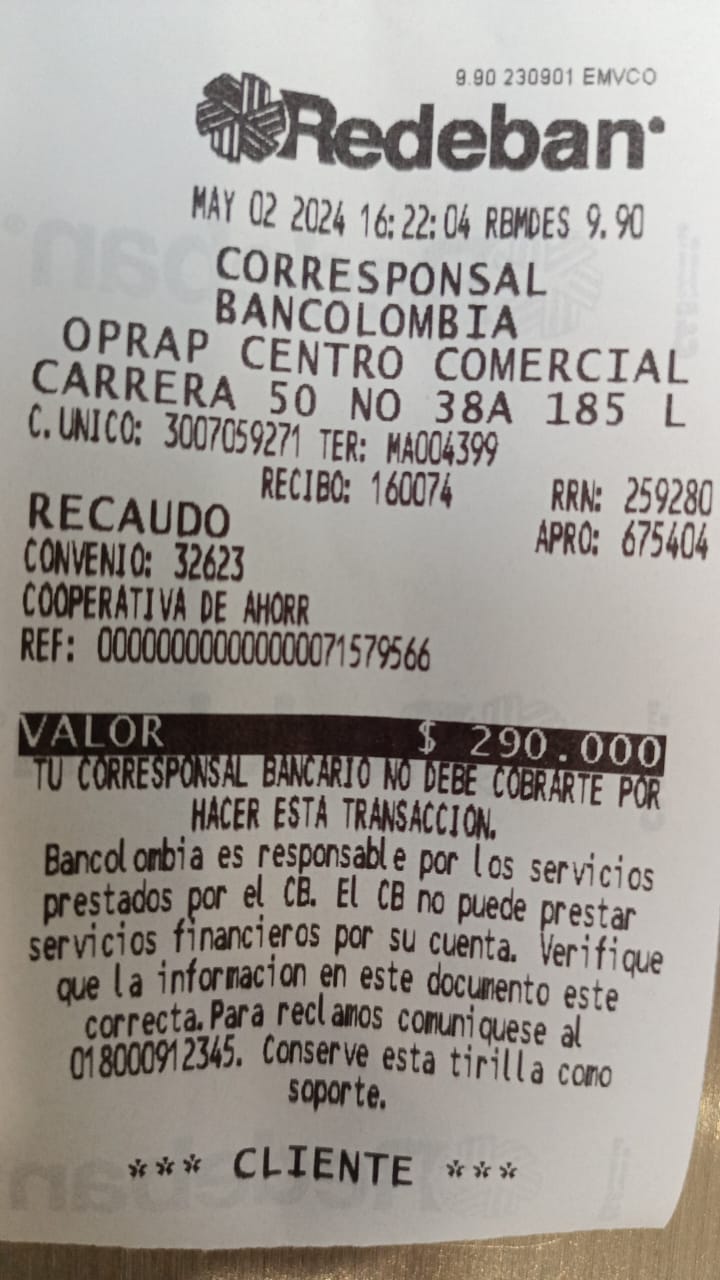 9.90 230901 EMVCO
Redeban
MAY 02 2024 16:22:04 RBMDES 9.90
CORRESPONSAL
BANCOLOMBIA
OPRAP CENTRO COMERCIAL
CARRERA 50 NO 38A 185 L
C. UNICO: 3007059271 TER: MA004399
RECIBO: 160074 RRN: 259280
RECAUDO APRO: 675404
CONVENIO: 32623
COOPERATIVA DE AHORR
REF: 000000000000000071579566
VALOR $ 290.000
TU CORRESPONSAL BANCARIO NO DEBE COBRARTE POR
HACER ESTA TRANSACCION.
Bancolombia es responsable por los servicios
prestados por el CB. El CB no puede prestar
servicios financieros por su cuenta. Verifique
que la informacion en este documento este
correcta. Para reclamos comuniquese al
018000912345. Conserve esta tirilla como
soporte.
*** CLIENTE ***